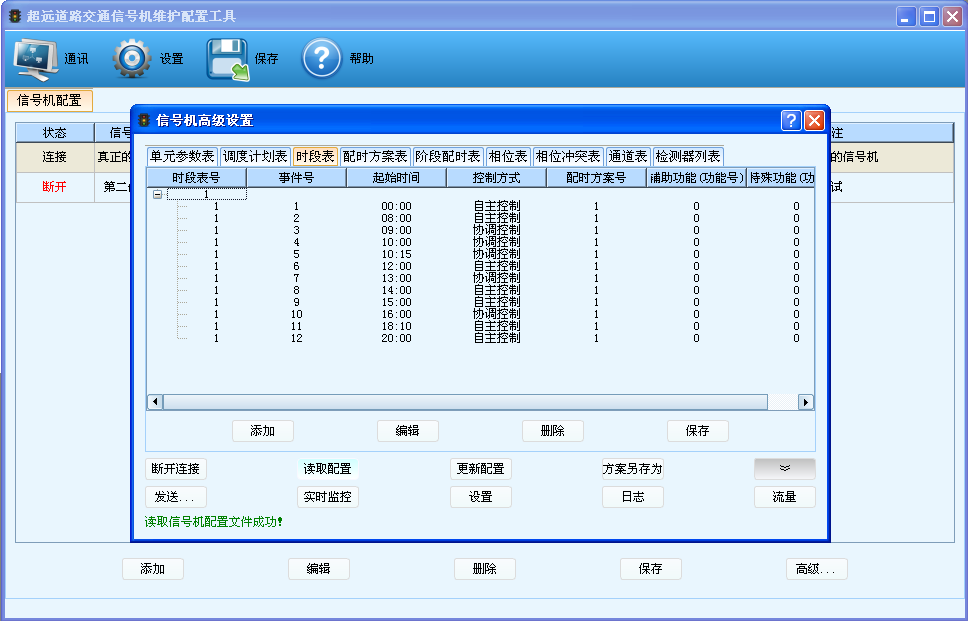 超远道路交通信号机维护配置工具
通讯 设置 保存 帮助
信号机配置
信号机高级设置
状态 信号 注
连接 真正的 的信号机
断开 第二 试
单元参数表 调度计划表 时段表 配时方案表 阶段配时表 相位表 相位冲突表 通道表 检测器列表
时段表号 事件号 起始时间 控制方式 配时方案号 辅助功能(功能号) 特殊功能(功
1
1 1 00:00 自主控制 1 0 0
1 2 08:00 自主控制 1 0 0
1 3 09:00 协调控制 1 0 0
1 4 10:00 自主控制 1 0 0
1 5 10:15 协调控制 1 0 0
1 6 12:00 自主控制 1 0 0
1 7 13:00 协调控制 1 0 0
1 8 14:00 自主控制 1 0 0
1 9 15:00 自主控制 1 0 0
1 10 16:00 协调控制 1 0 0
1 11 18:10 自主控制 1 0 0
1 12 20:00 自主控制 1 0 0
添加 编辑 删除 保存
断开连接 读取配置 更新配置 方案另存为
发送... 实时监控 设置 日志 流量
读取信号机配置文件成功!
添加 编辑 删除 保存 高级...